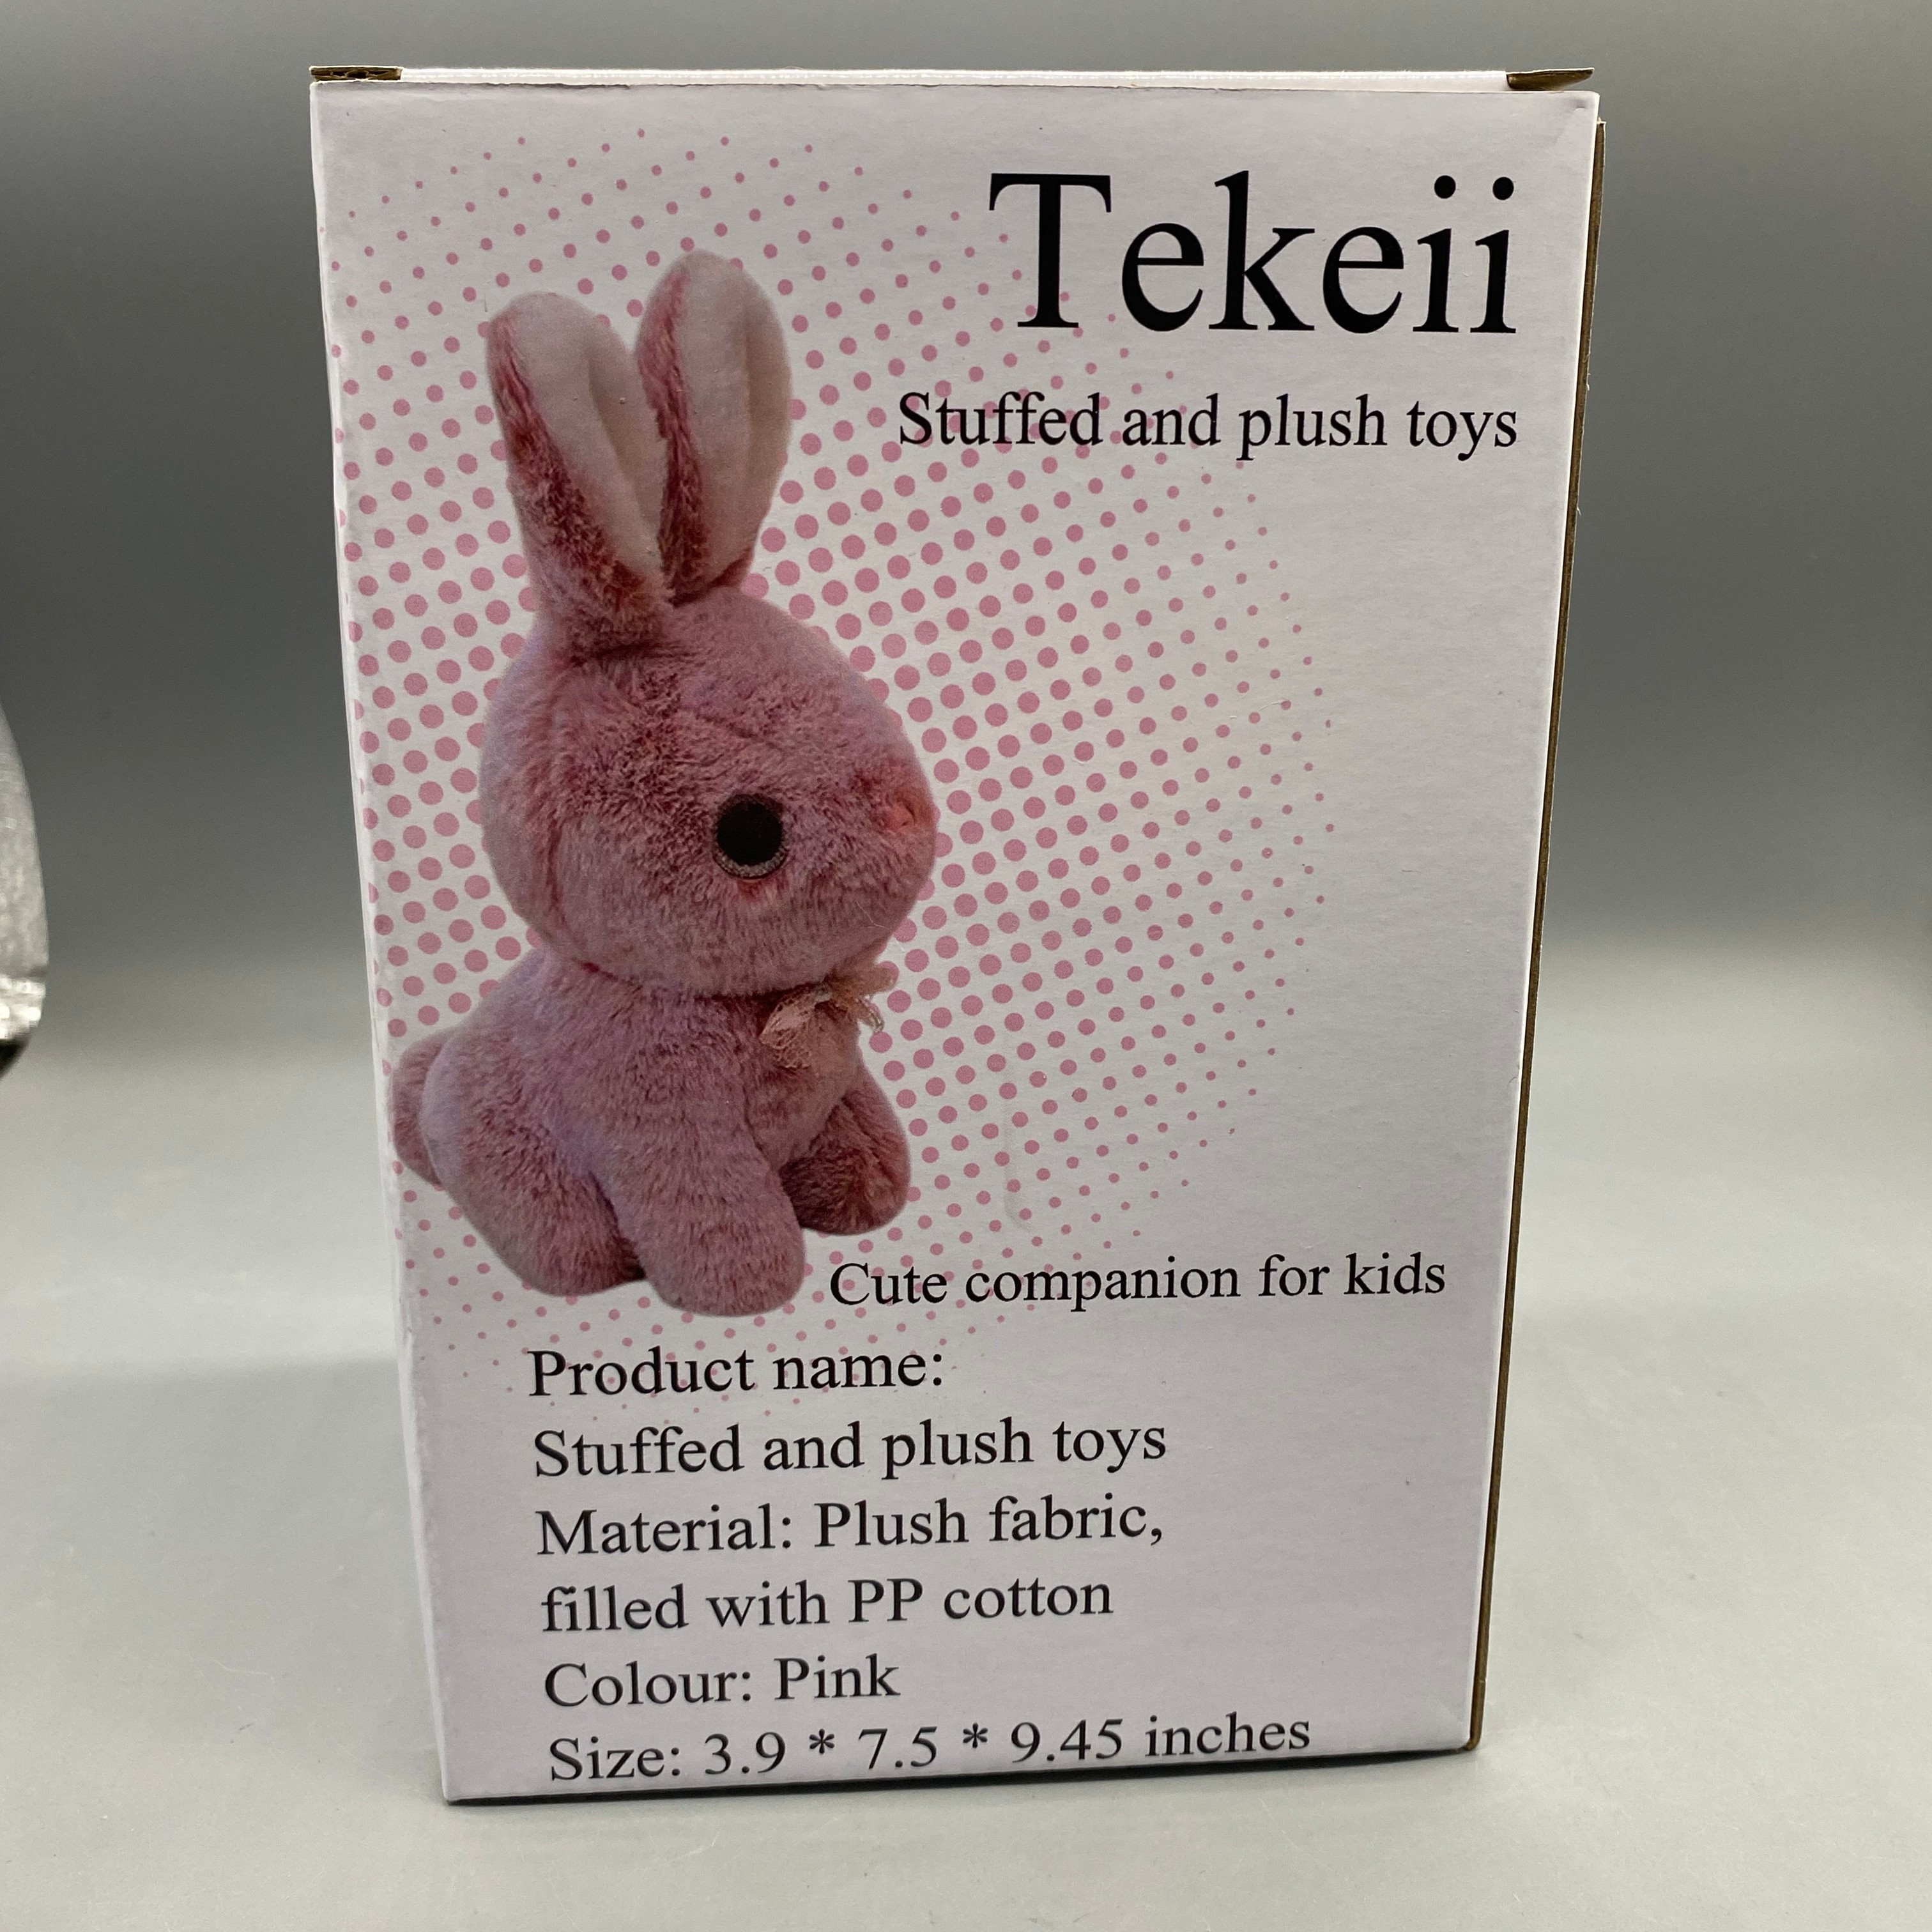 Tekeii
Stuffed and plush toys
Cute companion for kids
Product name:
Stuffed and plush toys
Material: Plush fabric,
filled with PP cotton
Colour: Pink
Size: 3.9 * 7.5 * 9.45 inches